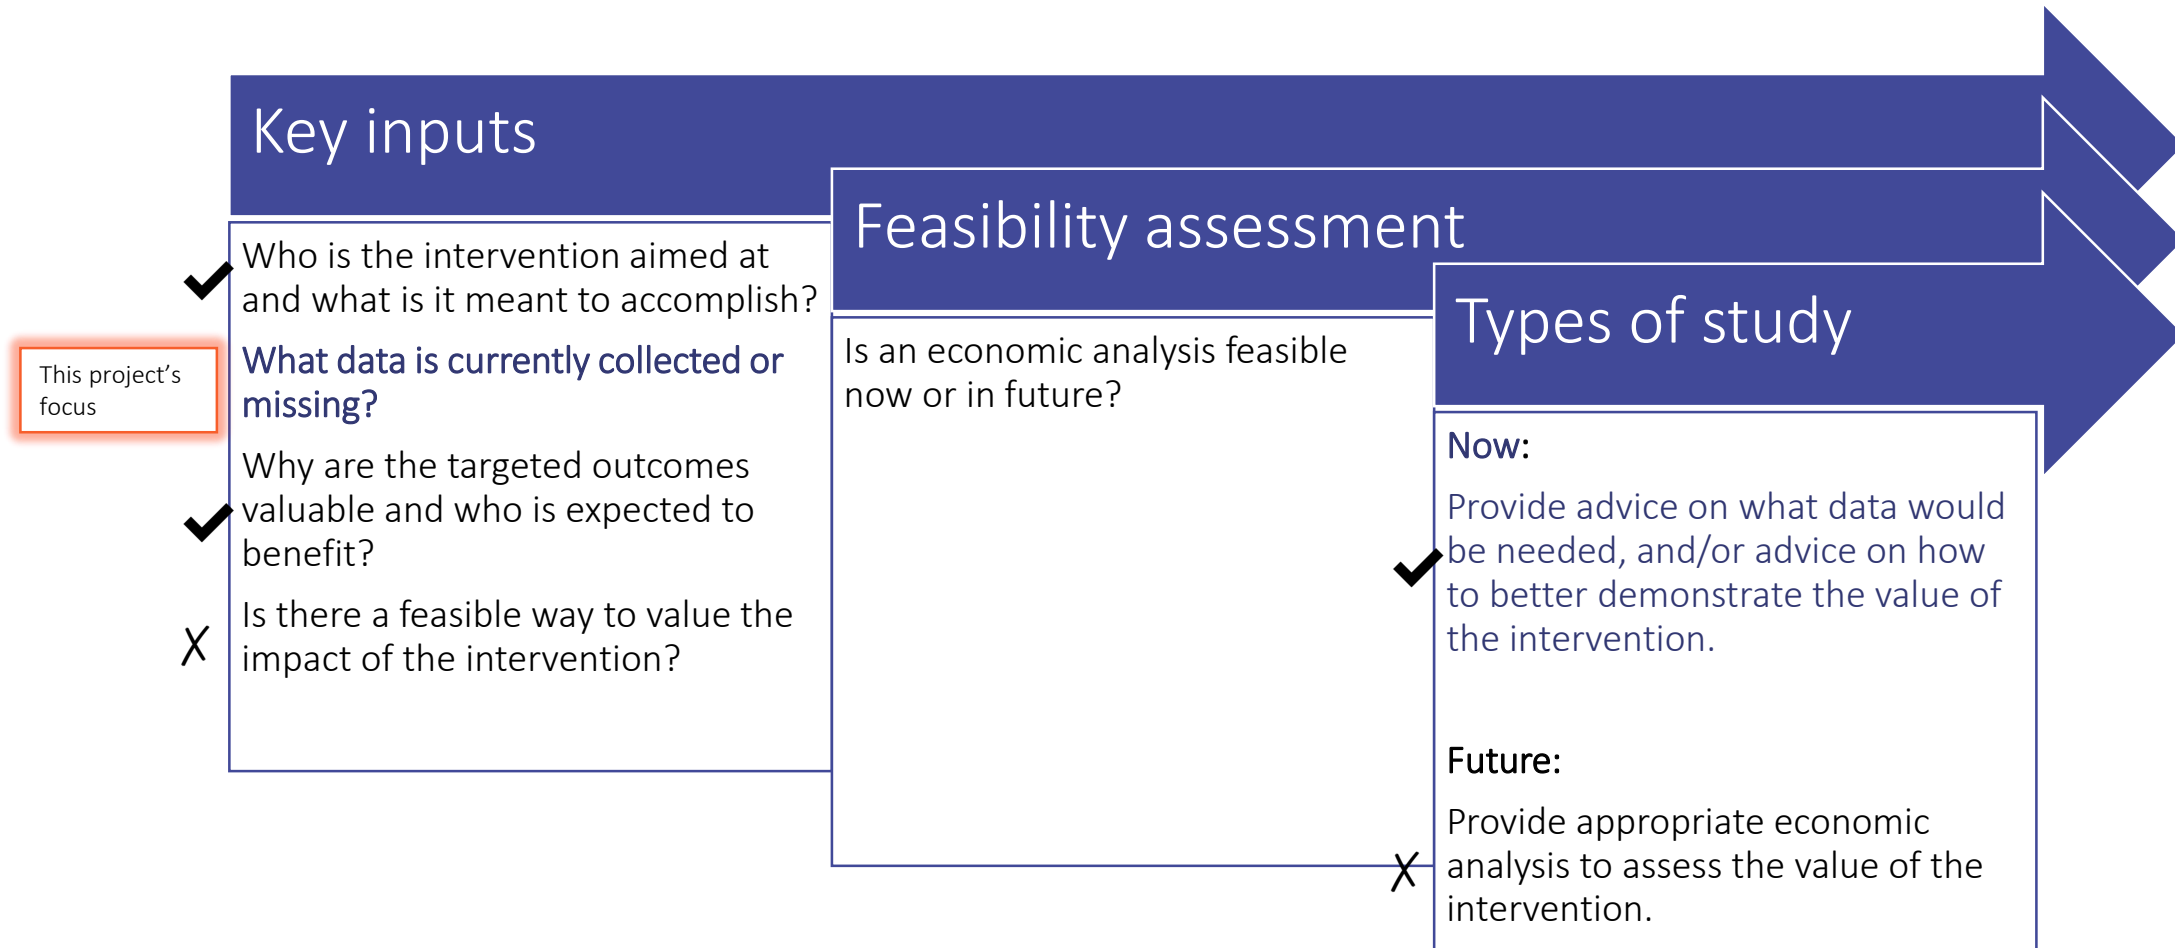 Key inputs
Who is the intervention aimed at
and what is it meant to accomplish?
This project's
focus
What data is currently collected or
missing?
Why are the targeted outcomes
valuable and who is expected to
benefit?
Is there a feasible way to value the
impact of the intervention?
Feasibility assessment
Is an economic analysis feasible
now or in future?
Types of study
Now:
Provide advice on what data would
be needed, and/or advice on how
to better demonstrate the value of
the intervention.
Future:
Provide appropriate economic
analysis to assess the value of the
intervention.